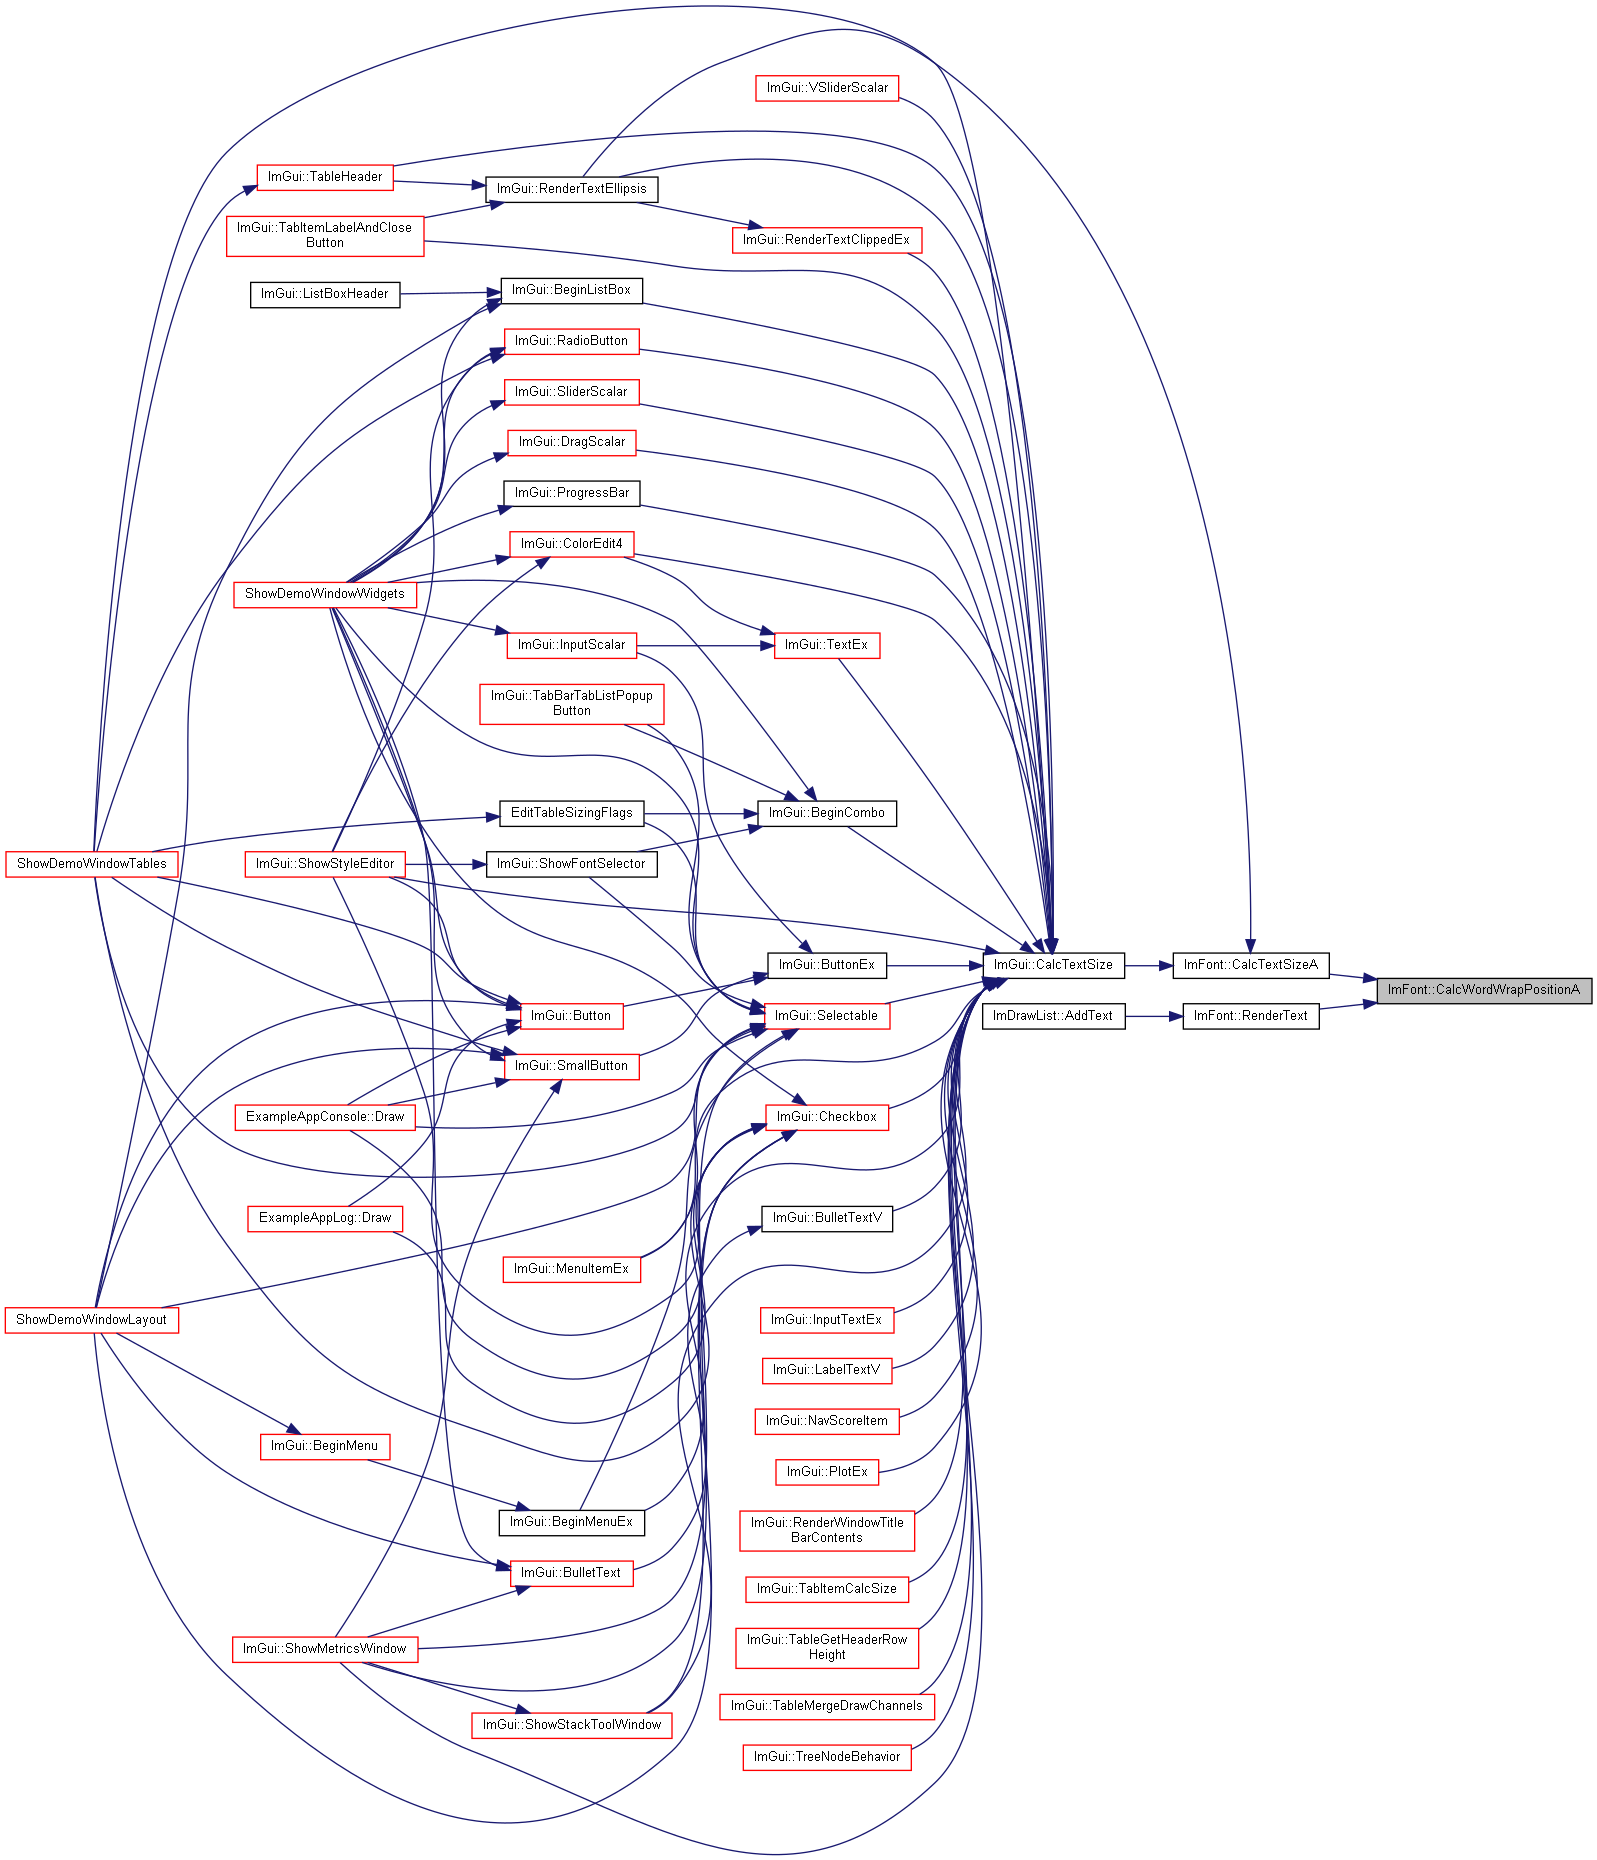 ImGui::VSliderScalar
ImGui::TableHeader
ImGui::RenderTextEllipsis
ImGui::TabItemLabelAndClose
Button
ImGui::RenderTextClippedEx
ImGui::ListBoxHeader
ImGui::BeginListBox
ImGui::RadioButton
ImGui::SliderScalar
ImGui::DragScalar
ImGui::ProgressBar
ImGui::ColorEdit4
ShowDemoWindowWidgets
ImGui::InputScalar
ImGui::TextEx
ImGui::TabBarTabListPopup
Button
EditTableSizingFlags
ImGui::BeginCombo
ShowDemoWindowTables
ImGui::ShowStyleEditor
ImGui::ShowFontSelector
ImGui::ButtonEx
ImGui::CalcTextSize
ImFont::CalcTextSizeA
ImFont::CalcWordWrapPositionA
ImGui::Button
ImGui::Selectable
ImDrawList::AddText
ImFont::RenderText
ImGui::SmallButton
ExampleAppConsole::Draw
ImGui::Checkbox
ExampleAppLog::Draw
ImGui::BulletTextV
ImGui::MenuItemEx
ShowDemoWindowLayout
ImGui::InputTextEx
ImGui::LabelTextV
ImGui::NavScoreItem
ImGui::BeginMenu
ImGui::PlotEx
ImGui::BeginMenuEx
ImGui::RenderWindowTitle
BarContents
ImGui::BulletText
ImGui::TabItemCalcSize
ImGui::ShowMetricsWindow
ImGui::TableGetHeaderRow
Height
ImGui::TableMergeDrawChannels
ImGui::ShowStackToolWindow
ImGui::TreeNodeBehavior